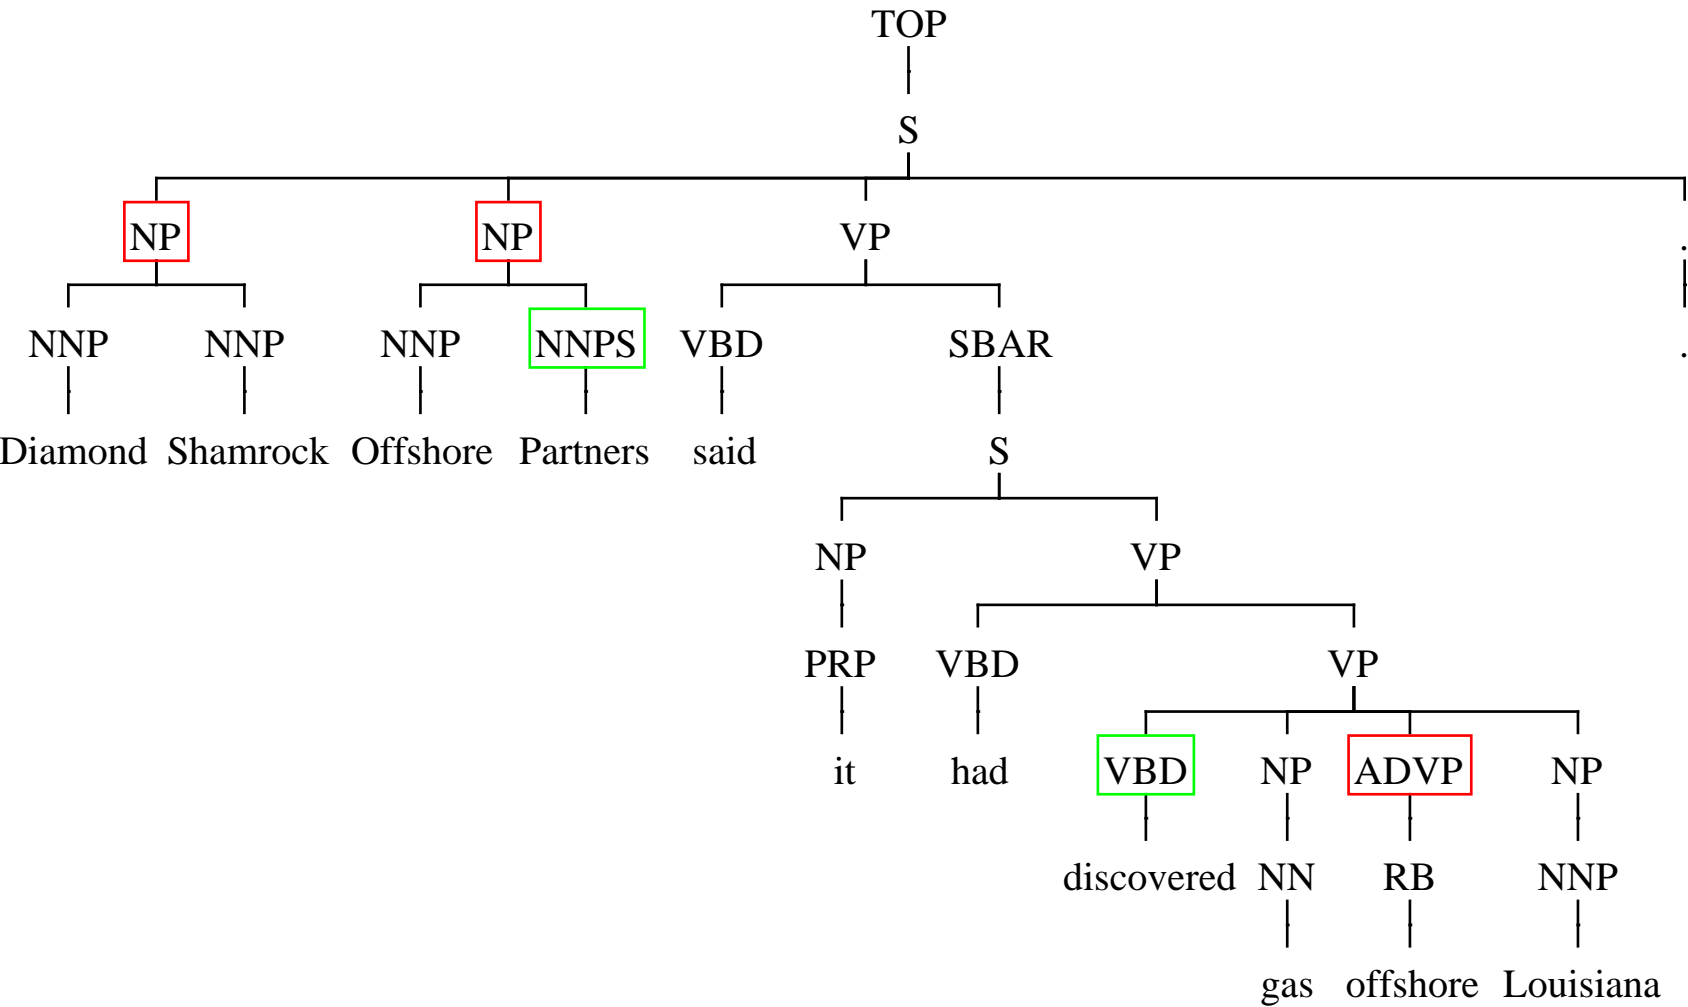 TOP
S
NP NP VP .
NNP NNP NNP NNPS VBD SBAR .
Diamond Shamrock Offshore Partners said S
NP VP
PRP VBD VP
it had VBD NP ADVP NP
discovered NN RB NNP
gas offshore Louisiana